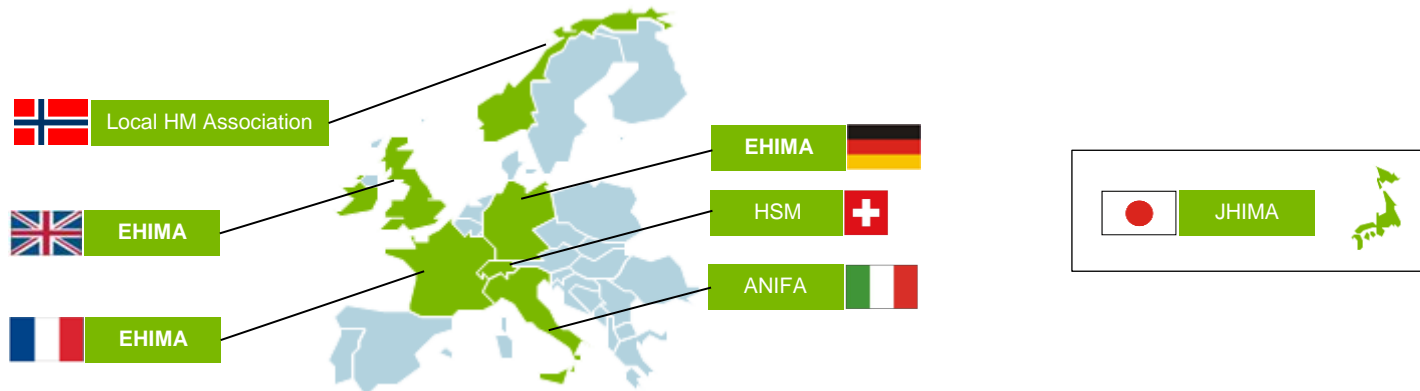 Local HM Association
EHIMA
EHIMA
EHIMA
HSM
ANIFA
JHIMA